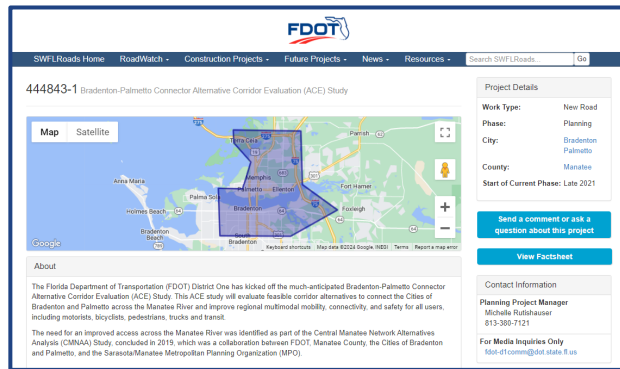 FDOT
SWFLRoads Home RoadWatch Construction Projects Future Projects News Resources Search SWFLRoads... Go
444843-1 Bradenton-Palmetto Connector Alternative Corridor Evaluation (ACE) Study
Map Satellite
Terra Ceia
Parrish
62
19
Memphis
683
301
Anna Maria
Palmetto Ellenton
Fort Hamer
Palma Sola
Holmes Beach
64
Bradenton
64
Foxleigh
Bradenton
Beach
South
Bradenton
64
Google
Keyboard shortcuts Map data ©2024 Google, INEGI Terms Report a map error
About
The Florida Department of Transportation (FDOT) District One has kicked off the much-anticipated Bradenton-Palmetto Connector
Alternative Corridor Evaluation (ACE) Study. This ACE study will evaluate feasible corridor alternatives to connect the Cities of
Bradenton and Palmetto across the Manatee River and improve regional multimodal mobility, connectivity, and safety for all users,
including motorists, bicyclists, pedestrians, trucks and transit.
The need for an improved access across the Manatee River was identified as part of the Central Manatee Network Alternatives
Analysis (CMNAA) Study, concluded in 2019, which was a collaboration between FDOT, Manatee County, the Cities of Bradenton
and Palmetto, and the Sarasota/Manatee Metropolitan Planning Organization (MPO).
Project Details
Work Type: New Road
Phase: Planning
City: Bradenton
Palmetto
County: Manatee
Start of Current Phase: Late 2021
Send a comment or ask a
question about this project
View Factsheet
Contact Information
Planning Project Manager
Michelle Rutishauser
813-380-7121
For Media Inquiries Only
fdot-d1comm@dot.state.fl.us